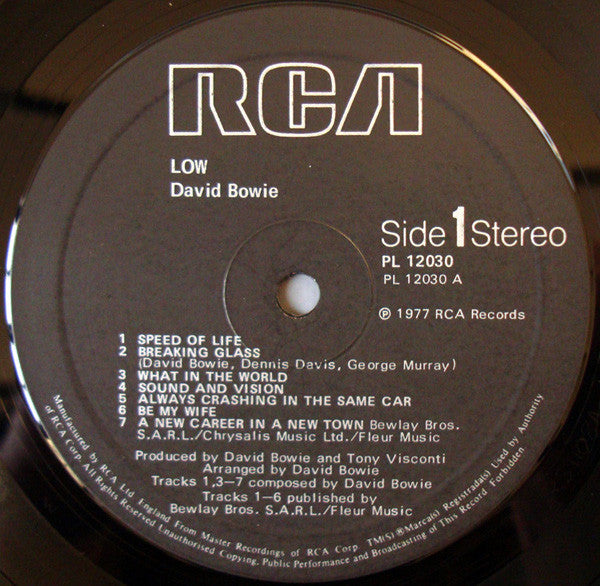 RCA
LOW
David Bowie
Side 1 Stereo
PL 12030
PL 12030 A
℗ 1977 RCA Records
1 SPEED OF LIFE
2 BREAKING GLASS
(David Bowie, Dennis Davis, George Murray)
3 WHAT IN THE WORLD
4 SOUND AND VISION
5 ALWAYS CRASHING IN THE SAME CAR
6 BE MY WIFE
7 A NEW CAREER IN A NEW TOWN Bewlay Bros.
S.A.R.L./Chrysalis Music Ltd./Fleur Music
Produced by David Bowie and Tony Visconti
Arranged by David Bowie
Tracks 1,3–7 composed by David Bowie
Tracks 1–6 published by
Bewlay Bros. S.A.R.L./Fleur Music
Manufactured by RCA Ltd. England From Master Recordings of RCA Corp. TM(S)®Marca(s) Registrada(s) Used by Authority
of RCA Corp. All Rights Reserved Unauthorised Copying, Public Performance and Broadcasting of This Record Forbidden